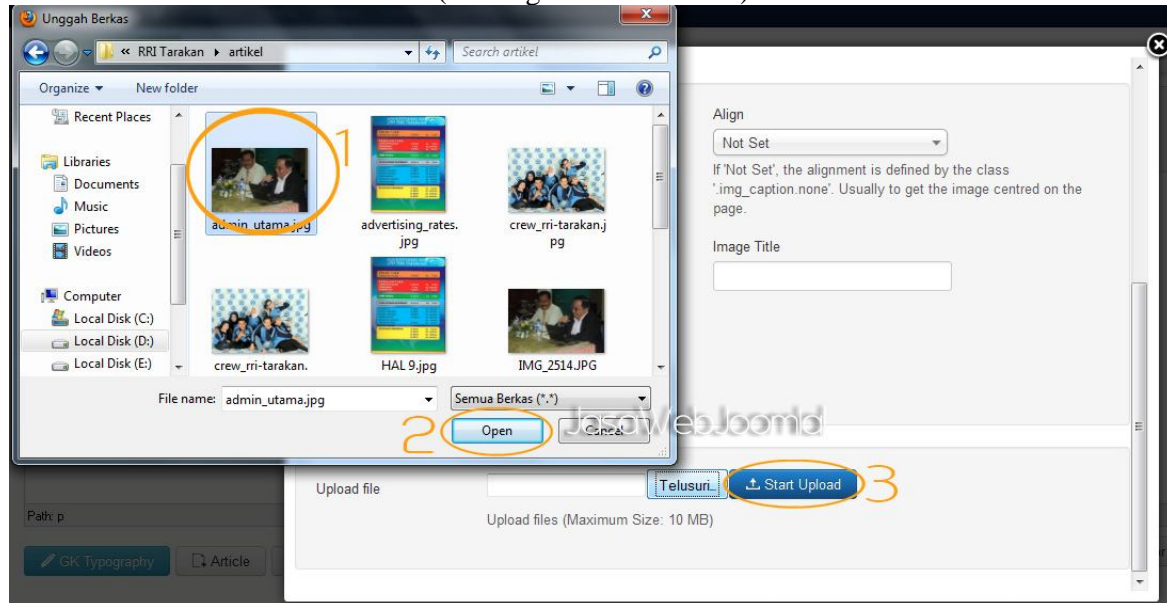 Unggah Berkas
« RRI Tarakan ▸ artikel
Search artikel
Organize
New folder
Recent Places
Libraries
Documents
Music
Pictures
Videos
Computer
Local Disk (C:)
Local Disk (D:)
Local Disk (E:)
1
admin_utama.jpg
advertising_rates.
jpg
crew_rri-tarakan.j
pg
crew_rri-tarakan.
HAL 9.jpg
IMG_2514.JPG
File name:
admin_utama.jpg
Semua Berkas (*.*)
2
Open
Cancel
JasaWebJoomla
Align
Not Set
If 'Not Set', the alignment is defined by the class
'.img_caption.none'. Usually to get the image centred on the
page.
Image Title
Upload file
Telusuri...
Start Upload
3
Upload files (Maximum Size: 10 MB)
Path: p
GK Typography
Article